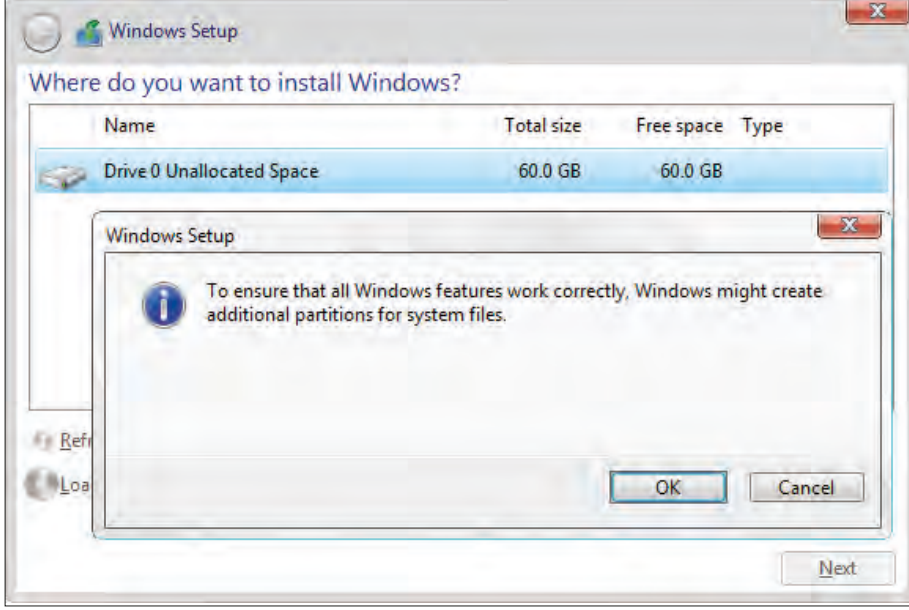 Windows Setup
Where do you want to install Windows?
Name Total size Free space Type
Drive 0 Unallocated Space 60.0 GB 60.0 GB
Windows Setup
To ensure that all Windows features work correctly, Windows might create
additional partitions for system files.
Refr
Loa
OK Cancel
Next